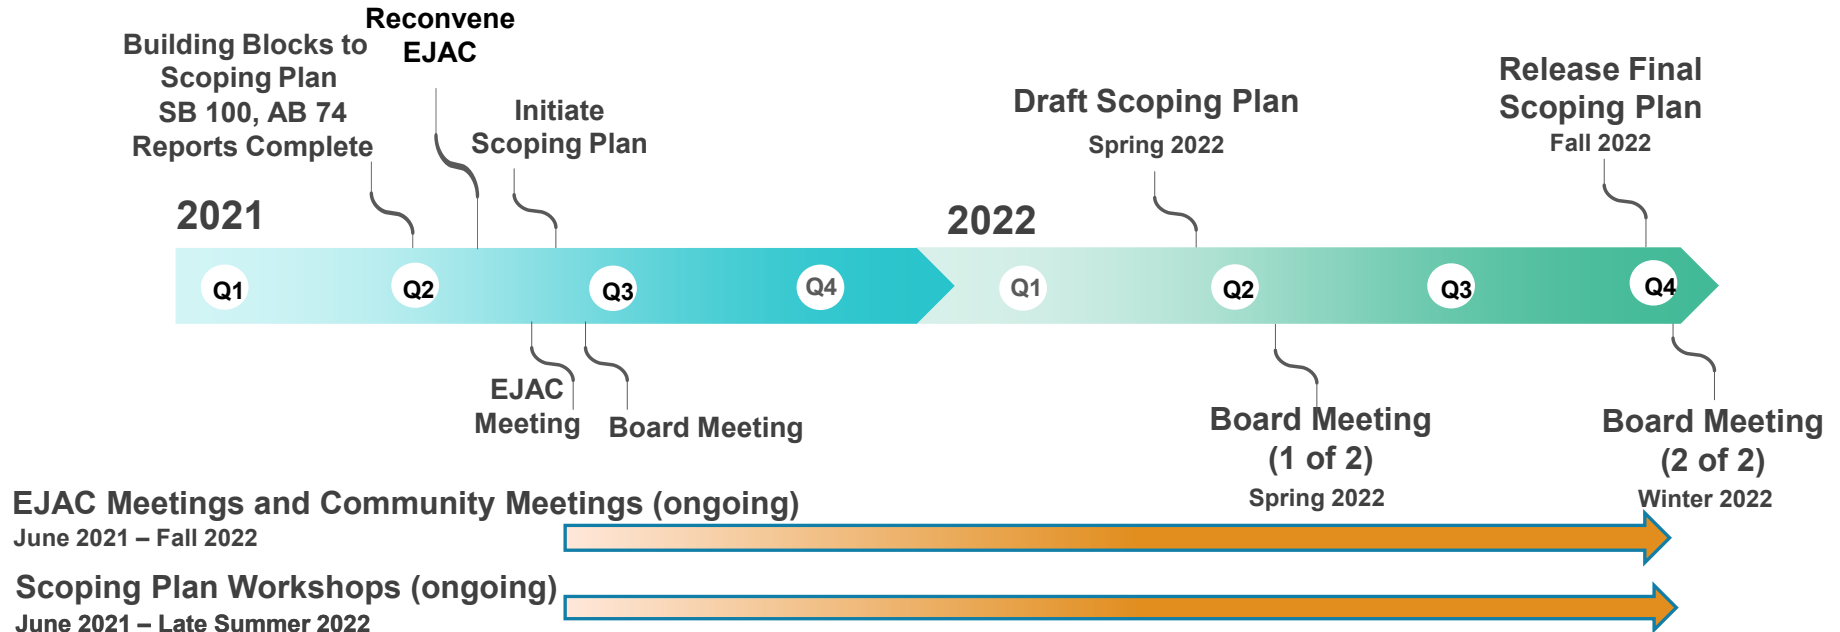 Reconvene
EJAC
Building Blocks to
Scoping Plan
SB 100, AB 74
Reports Complete
Initiate
Scoping Plan
Draft Scoping Plan
Spring 2022
Release Final
Scoping Plan
Fall 2022
2021
2022
Q1
Q2
Q3
Q4
Q1
Q2
Q3
Q4
EJAC
Meeting
Board Meeting
Board Meeting
(1 of 2)
Spring 2022
Board Meeting
(2 of 2)
Winter 2022
EJAC Meetings and Community Meetings (ongoing)
June 2021 – Fall 2022
Scoping Plan Workshops (ongoing)
June 2021 – Late Summer 2022